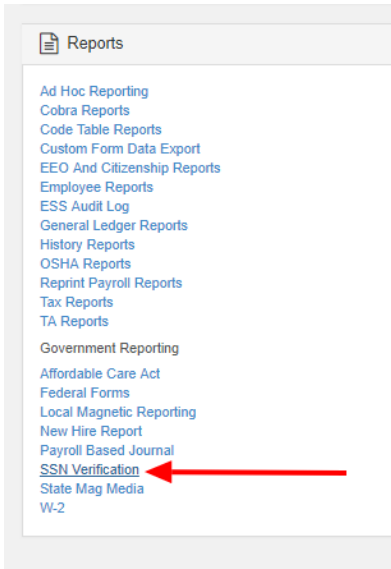 Reports
Ad Hoc Reporting
Cobra Reports
Code Table Reports
Custom Form Data Export
EEO And Citizenship Reports
Employee Reports
ESS Audit Log
General Ledger Reports
History Reports
OSHA Reports
Reprint Payroll Reports
Tax Reports
TA Reports
Government Reporting
Affordable Care Act
Federal Forms
Local Magnetic Reporting
New Hire Report
Payroll Based Journal
SSN Verification
State Mag Media
W-2